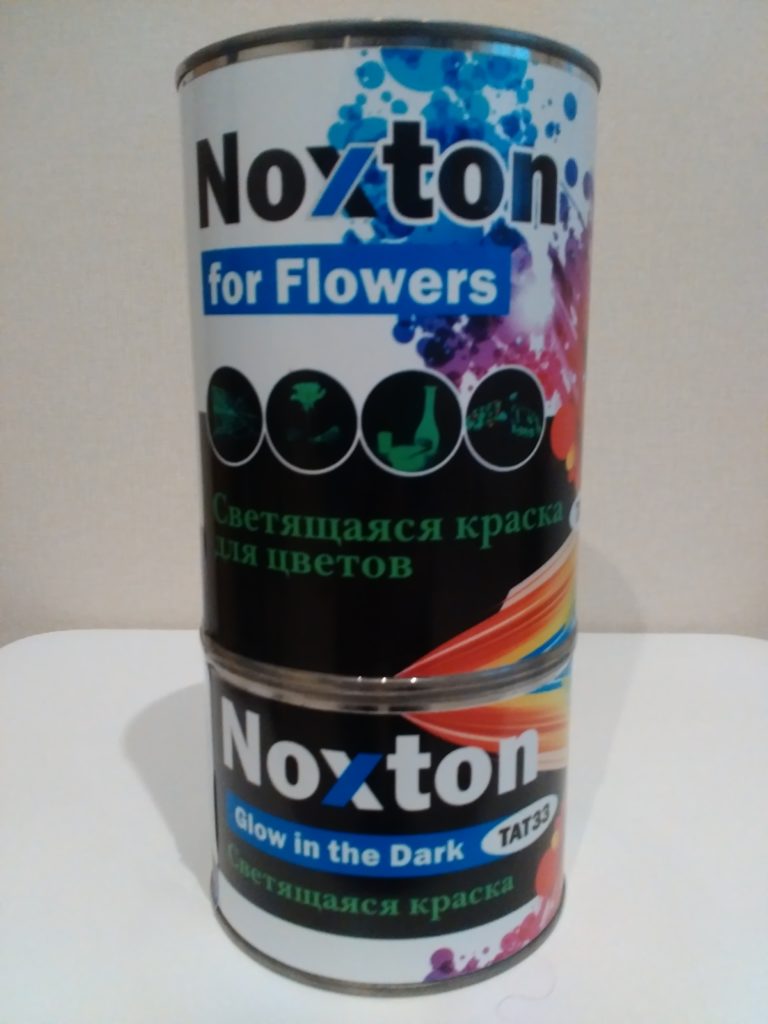 Noxton
for Flowers
Светящаяся краска
для цветов
Noxton
Glow in the Dark
TAT33
Светящаяся краска